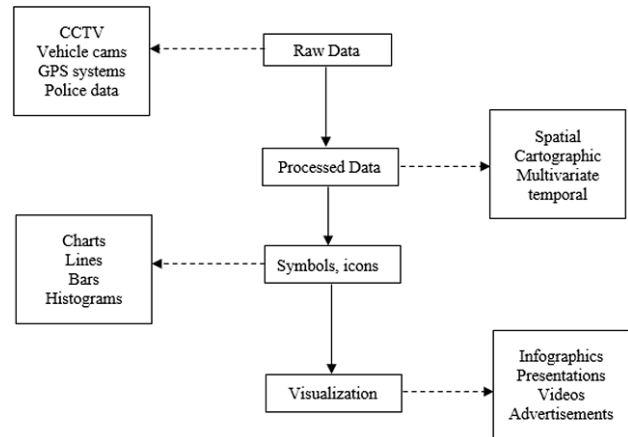 CCTV
Vehicle cams
GPS systems
Police data
Raw Data
Processed Data
Spatial
Cartographic
Multivariate
temporal
Charts
Lines
Bars
Histograms
Symbols, icons
Visualization
Infographics
Presentations
Videos
Advertisements